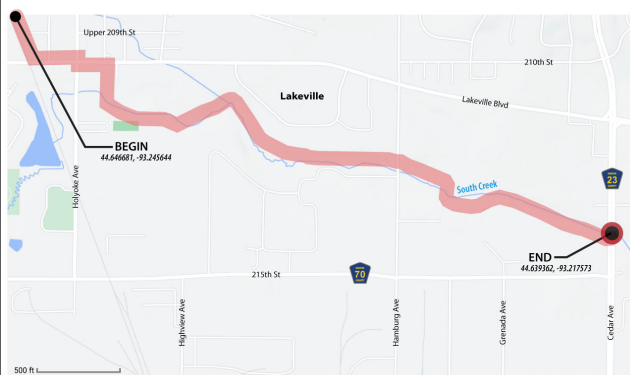 Upper 209th St
210th St
Lakeville
Lakeville Blvd
BEGIN
44.646681, -93.245644
Holyoke Ave
South Creek
23
END
44.639362, -93.217573
215th St
70
Highview Ave
Hamburg Ave
Grenada Ave
Cedar Ave
500 ft